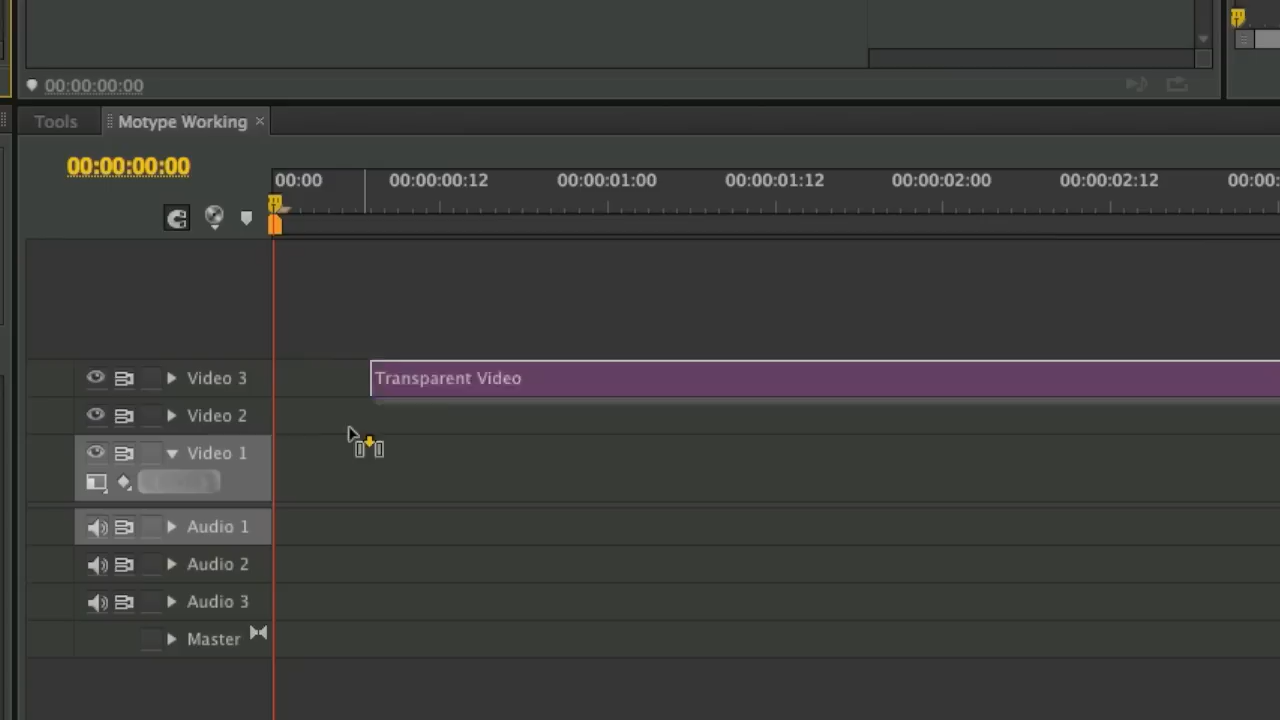 00:00:00:00
Tools
Motype Working ×
00:00:00:00
00:00 00:00:00:12 00:00:01:00 00:00:01:12 00:00:02:00 00:00:02:12 00:00:
Video 3
Transparent Video
Video 2
Video 1
Audio 1
Audio 2
Audio 3
Master